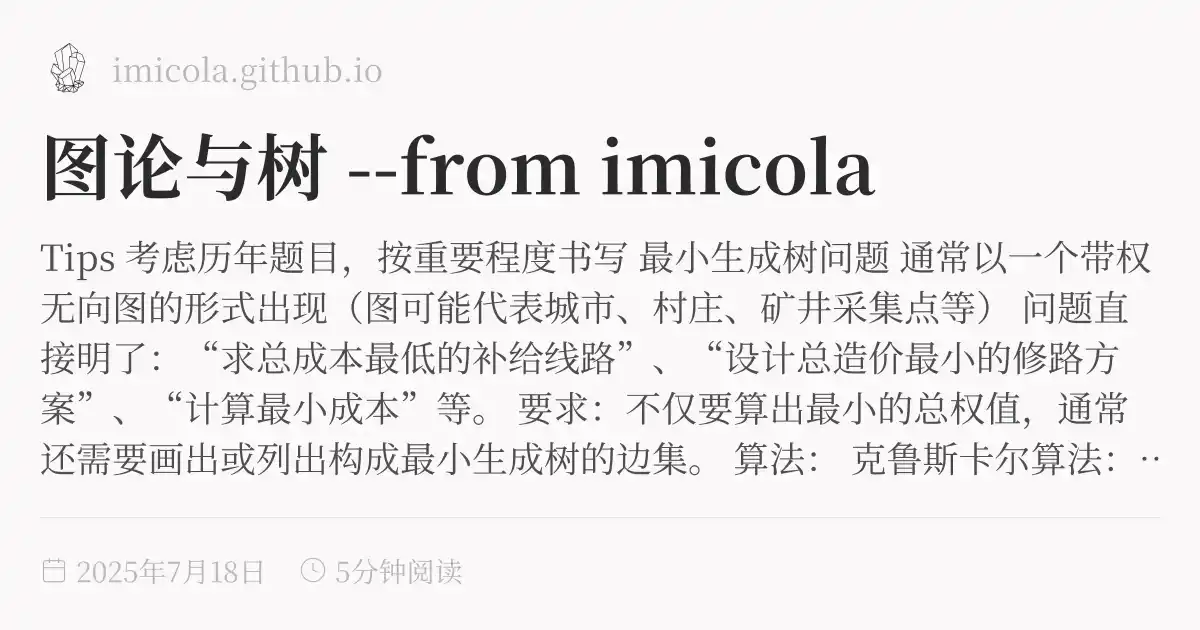 imicola.github.io
图论与树 --from imicola
Tips 考虑历年题目，按重要程度书写 最小生成树问题 通常以一个带权
无向图的形式出现（图可能代表城市、村庄、矿井采集点等） 问题直
接明了：“求总成本最低的补给线路”、“设计总造价最小的修路方
案”、“计算最小成本”等。 要求：不仅要算出最小的总权值，通常
还需要画出或列出构成最小生成树的边集。 算法： 克鲁斯卡尔算法：··
2025年7月18日 5分钟阅读